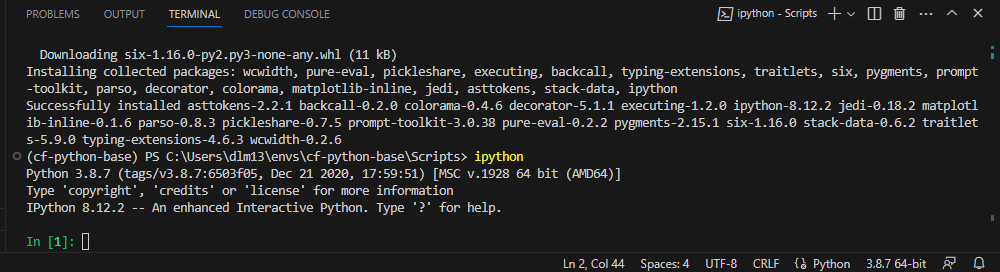 PROBLEMS OUTPUT TERMINAL DEBUG CONSOLE ipython - Scripts
Downloading six-1.16.0-py2.py3-none-any.whl (11 kB)
Installing collected packages: wcwidth, pure-eval, pickleshare, executing, backcall, typing-extensions, traitlets, six, pygments, prompt
-toolkit, parso, decorator, colorama, matplotlib-inline, jedi, asttokens, stack-data, ipython
Successfully installed asttokens-2.2.1 backcall-0.2.0 colorama-0.4.6 decorator-5.1.1 executing-1.2.0 ipython-8.12.2 jedi-0.18.2 matplotl
ib-inline-0.1.6 parso-0.8.3 pickleshare-0.7.5 prompt-toolkit-3.0.38 pure-eval-0.2.2 pygments-2.15.1 six-1.16.0 stack-data-0.6.2 traitlet
s-5.9.0 typing-extensions-4.6.3 wcwidth-0.2.6
(cf-python-base) PS C:\Users\dlm13\envs\cf-python-base\Scripts> ipython
Python 3.8.7 (tags/v3.8.7:6503f05, Dec 21 2020, 17:59:51) [MSC v.1928 64 bit (AMD64)]
Type 'copyright', 'credits' or 'license' for more information
IPython 8.12.2 -- An enhanced Interactive Python. Type '?' for help.
In [1]:
Ln 2, Col 44 Spaces: 4 UTF-8 CRLF Python 3.8.7 64-bit